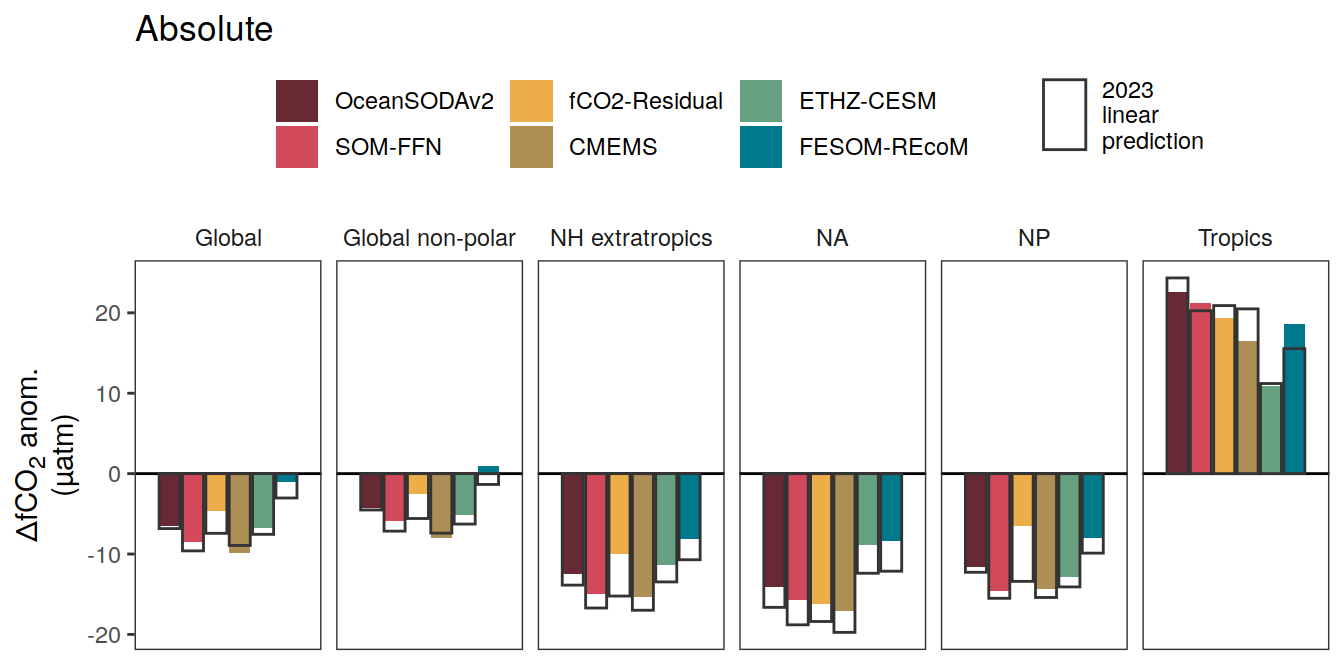 Absolute
OceanSODAv2
fCO2-Residual
ETHZ-CESM
2023
linear
prediction
SOM-FFN
CMEMS
FESOM-REcoM
Global
Global non-polar
NH extratropics
NA
NP
Tropics
ΔfCO₂ anom.
(µatm)
20
10
0
-10
-20